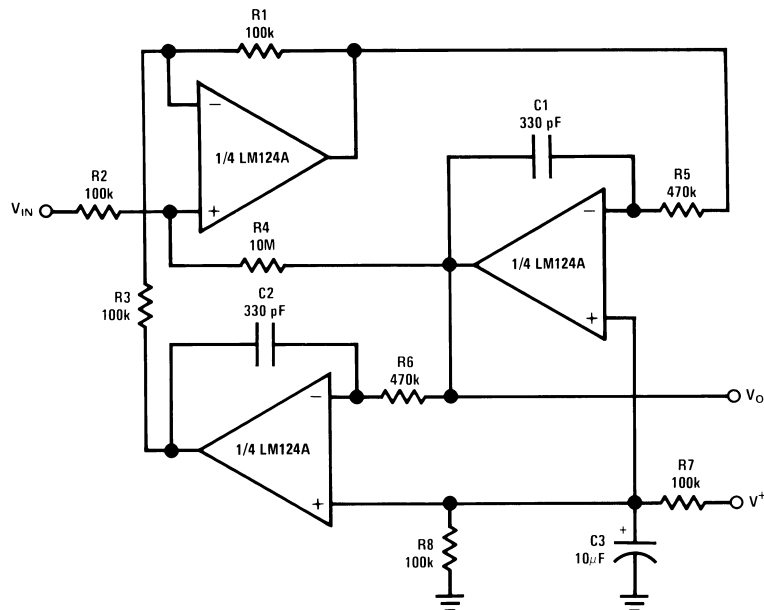 R1
100k
C1
330 pF
R2
100k
1/4 LM124A
R5
470k
VIN
R4
10M
1/4 LM124A
R3
100k
C2
330 pF
R6
470k
VO
1/4 LM124A
R7
100k
V+
R8
100k
C3
10μF
+
−
+
−
+
−
+